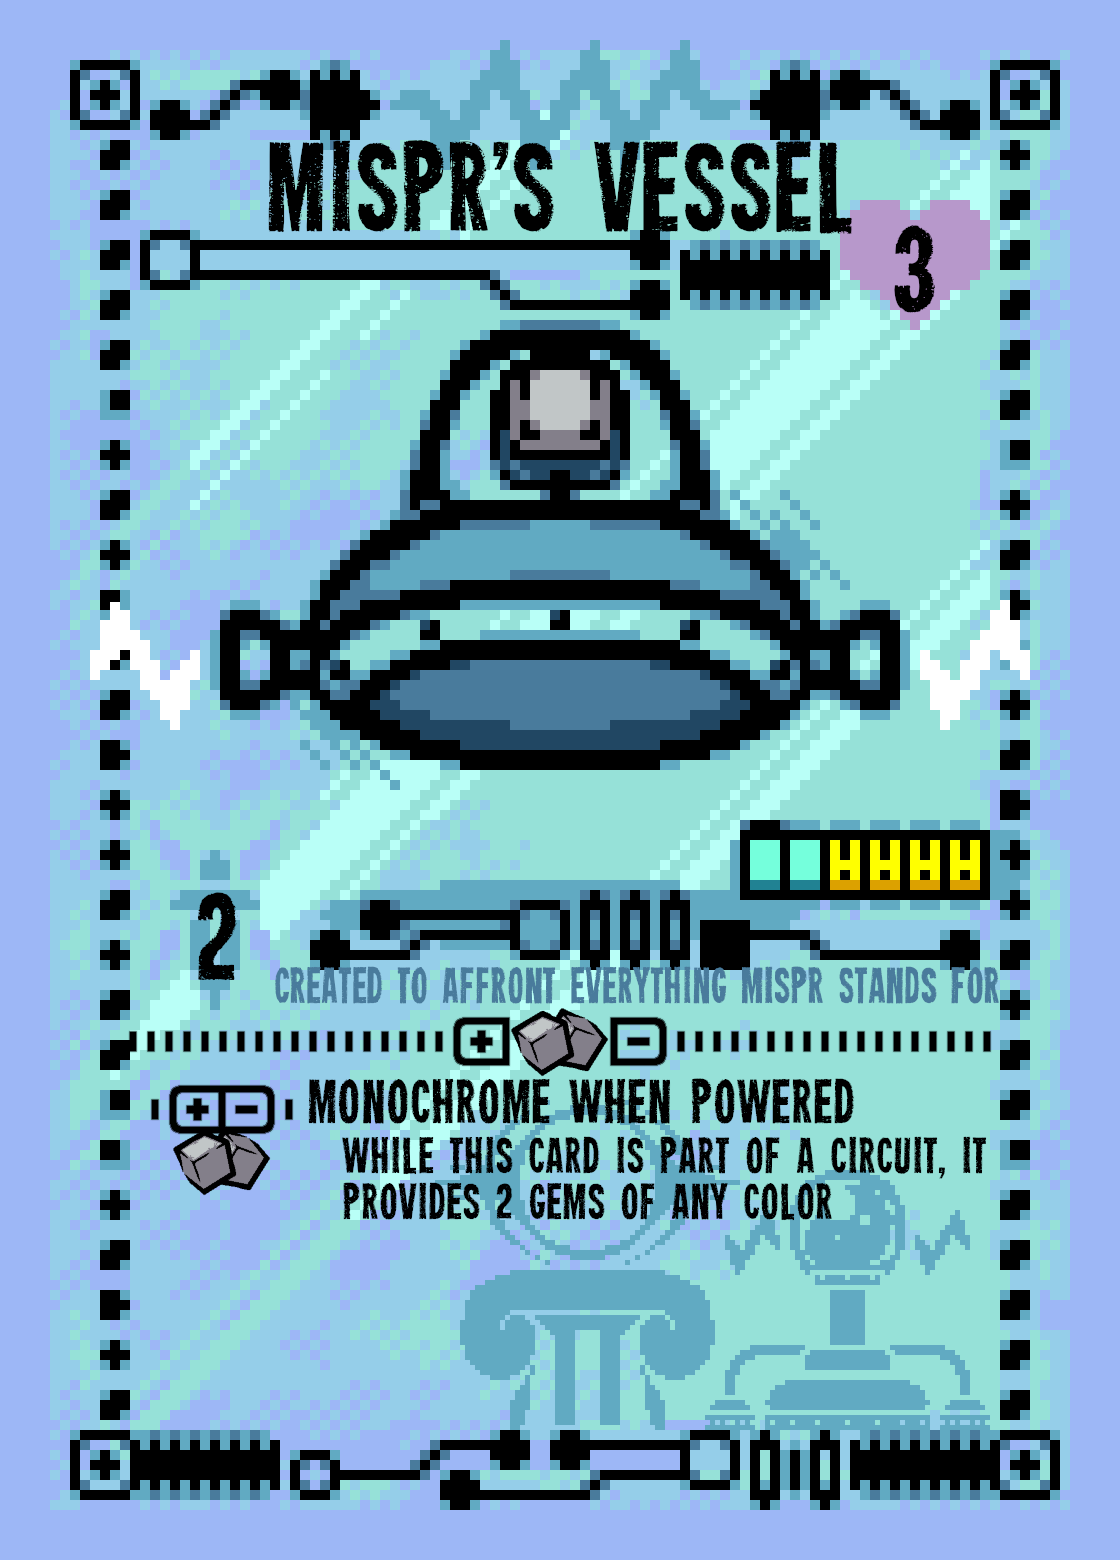 MISPR'S VESSEL
3
2
CREATED TO AFFRONT EVERYTHING MISPR STANDS FOR
MONOCHROME WHEN POWERED
WHILE THIS CARD IS PART OF A CIRCUIT, IT
PROVIDES 2 GEMS OF ANY COLOR